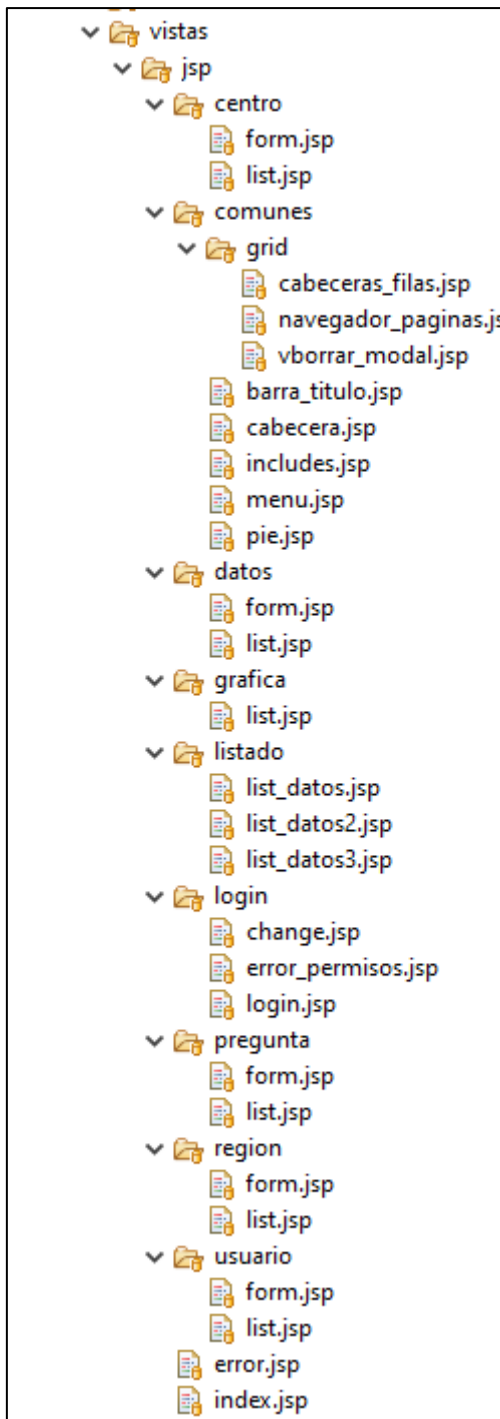 vistas
jsp
centro
form.jsp
list.jsp
comunes
grid
cabeceras_filas.jsp
navegador_paginas.js
vborrar_modal.jsp
barra_titulo.jsp
cabecera.jsp
includes.jsp
menu.jsp
pie.jsp
datos
form.jsp
list.jsp
grafica
list.jsp
listado
list_datos.jsp
list_datos2.jsp
list_datos3.jsp
login
change.jsp
error_permisos.jsp
login.jsp
pregunta
form.jsp
list.jsp
region
form.jsp
list.jsp
usuario
form.jsp
list.jsp
error.jsp
index.jsp